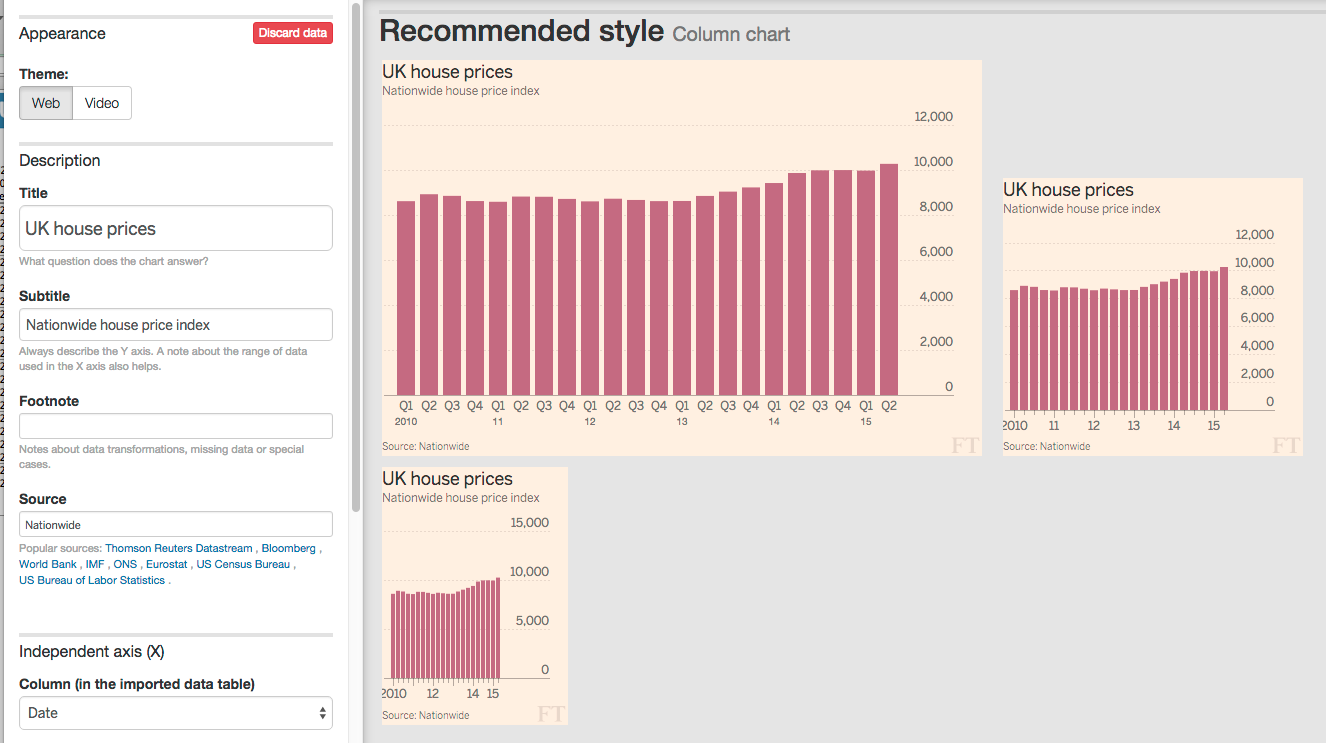 Appearance
Discard data
Theme:
Web
Video
Description
Title
UK house prices
What question does the chart answer?
Subtitle
Nationwide house price index
Always describe the Y axis. A note about the range of data
used in the X axis also helps.
Footnote
Notes about data transformations, missing data or special
cases.
Source
Nationwide
Popular sources: Thomson Reuters Datastream , Bloomberg ,
World Bank , IMF , ONS , Eurostat , US Census Bureau ,
US Bureau of Labor Statistics .
Independent axis (X)
Column (in the imported data table)
Date
Recommended style Column chart
UK house prices
Nationwide house price index
12,000
10,000
8,000
6,000
4,000
2,000
0
Q1 Q2 Q3 Q4 Q1 Q2 Q3 Q4 Q1 Q2 Q3 Q4 Q1 Q2 Q3 Q4 Q1 Q2 Q3 Q4 Q1 Q2
2010 11 12 13 14 15
Source: Nationwide
FT
UK house prices
Nationwide house price index
12,000
10,000
8,000
6,000
4,000
2,000
0
2010 11 12 13 14 15
Source: Nationwide
FT
UK house prices
Nationwide house price index
15,000
10,000
5,000
0
2010 12 14 15
Source: Nationwide
FT